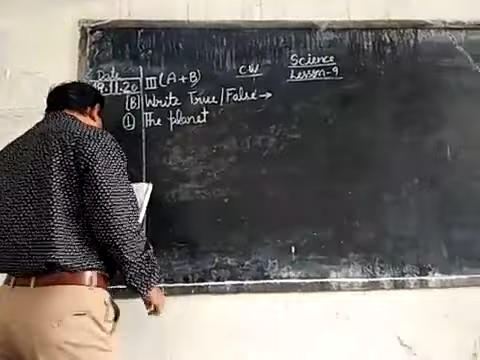 Science
Lesson-9
Date III (A+B) CW
9.11.20
[B] Write True/False →
① The planet